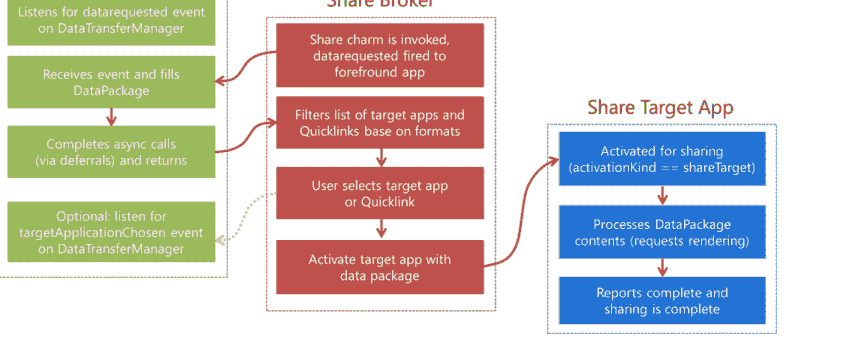 Share Broker
Listens for datarequested event
on DataTransferManager
Receives event and fills
DataPackage
Completes async calls
(via deferrals) and returns
Optional: listen for
targetApplicationChosen event
on DataTransferManager
Share charm is invoked,
datarequested fired to
forefround app
Filters list of target apps and
Quicklinks base on formats
User selects target app
or Quicklink
Activate target app with
data package
Share Target App
Activated for sharing
(activationKind == shareTarget)
Processes DataPackage
contents (requests rendering)
Reports complete and
sharing is complete